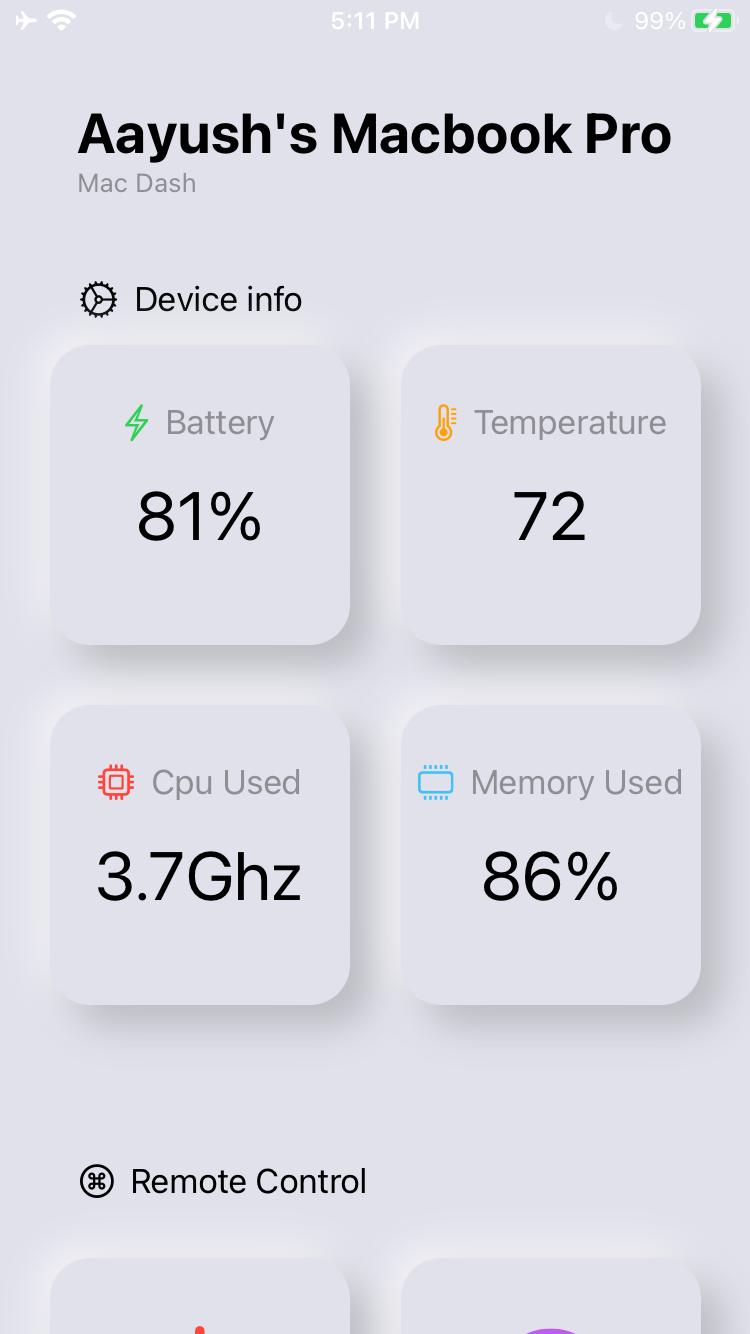 5:11 PM 99%
Aayush's Macbook Pro
Mac Dash
Device info
Battery
81%
Temperature
72
Cpu Used
3.7Ghz
Memory Used
86%
Remote Control